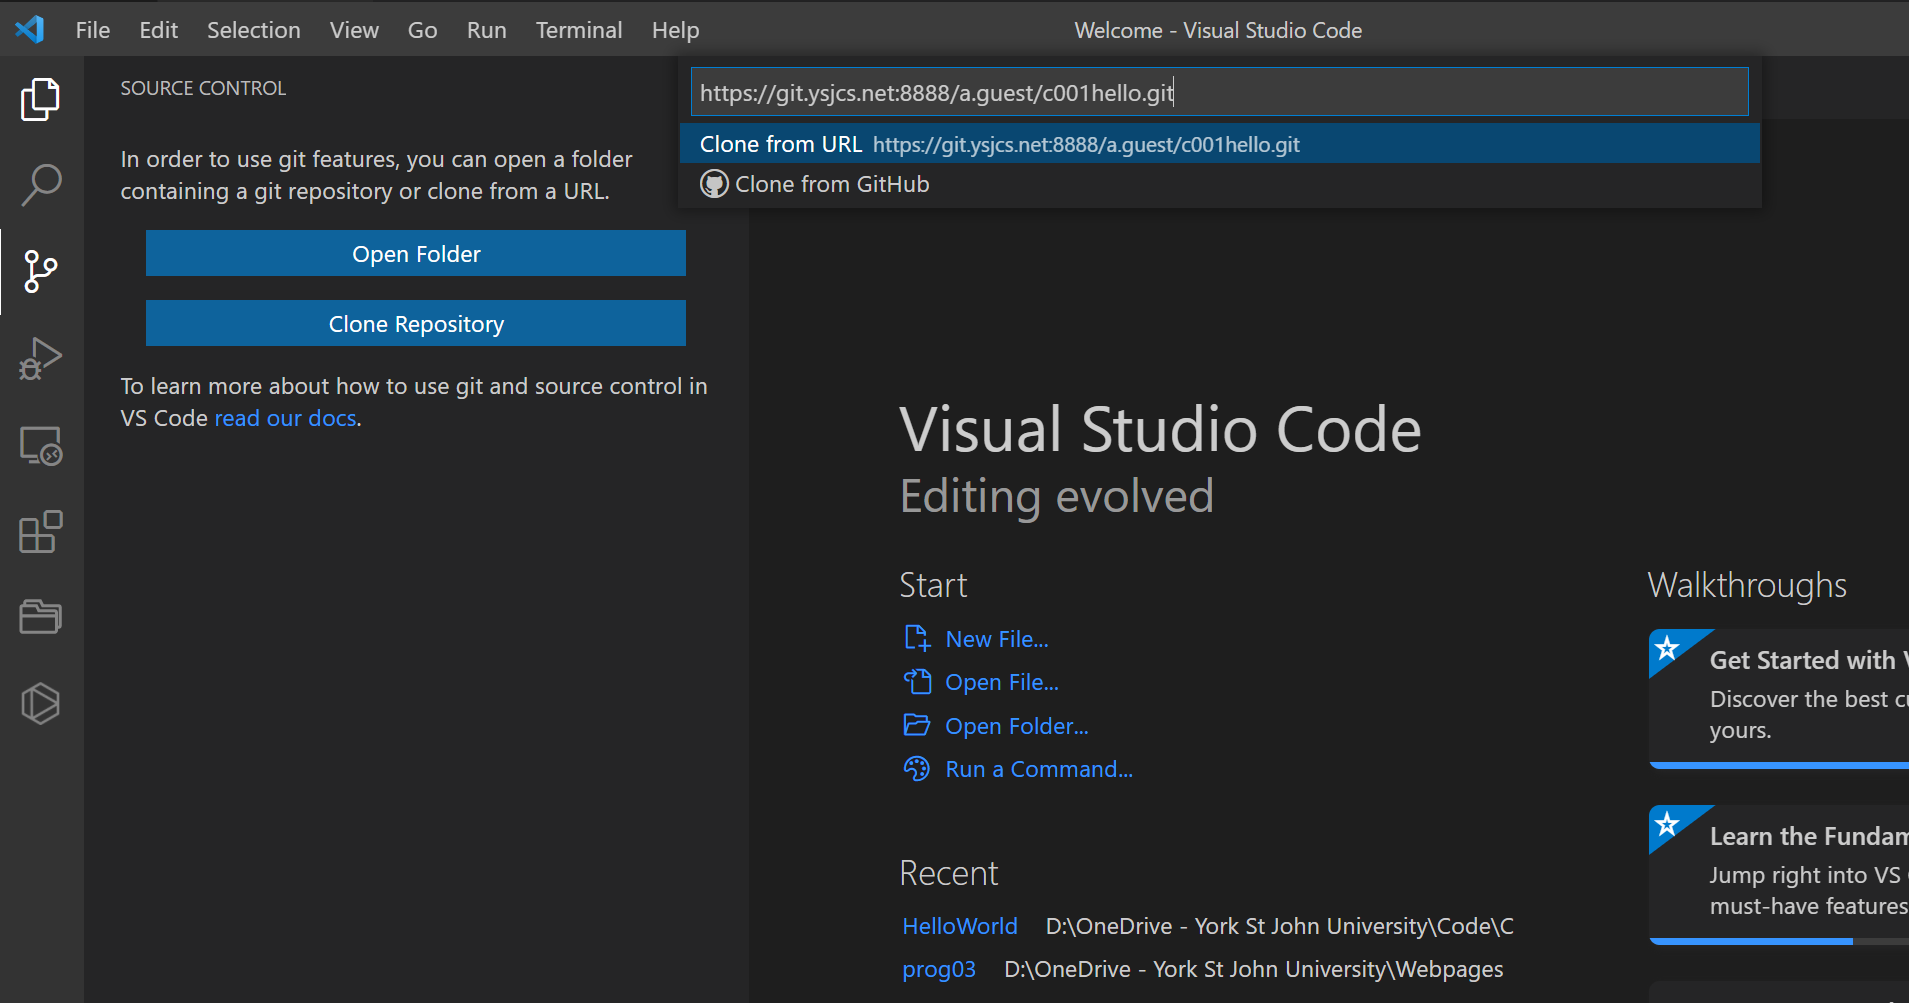 File Edit Selection View Go Run Terminal Help Welcome - Visual Studio Code
SOURCE CONTROL
In order to use git features, you can open a folder
containing a git repository or clone from a URL.
Open Folder
Clone Repository
To learn more about how to use git and source control in
VS Code read our docs.
https://git.ysjcs.net:8888/a.guest/c001hello.git
Clone from URL https://git.ysjcs.net:8888/a.guest/c001hello.git
Clone from GitHub
Visual Studio Code
Editing evolved
Start
New File...
Open File...
Open Folder...
Run a Command...
Recent
HelloWorld D:\OneDrive - York St John University\Code\C
prog03 D:\OneDrive - York St John University\Webpages
Walkthroughs
Get Started with V
Discover the best cu
yours.
Learn the Fundam
Jump right into VS
must-have features